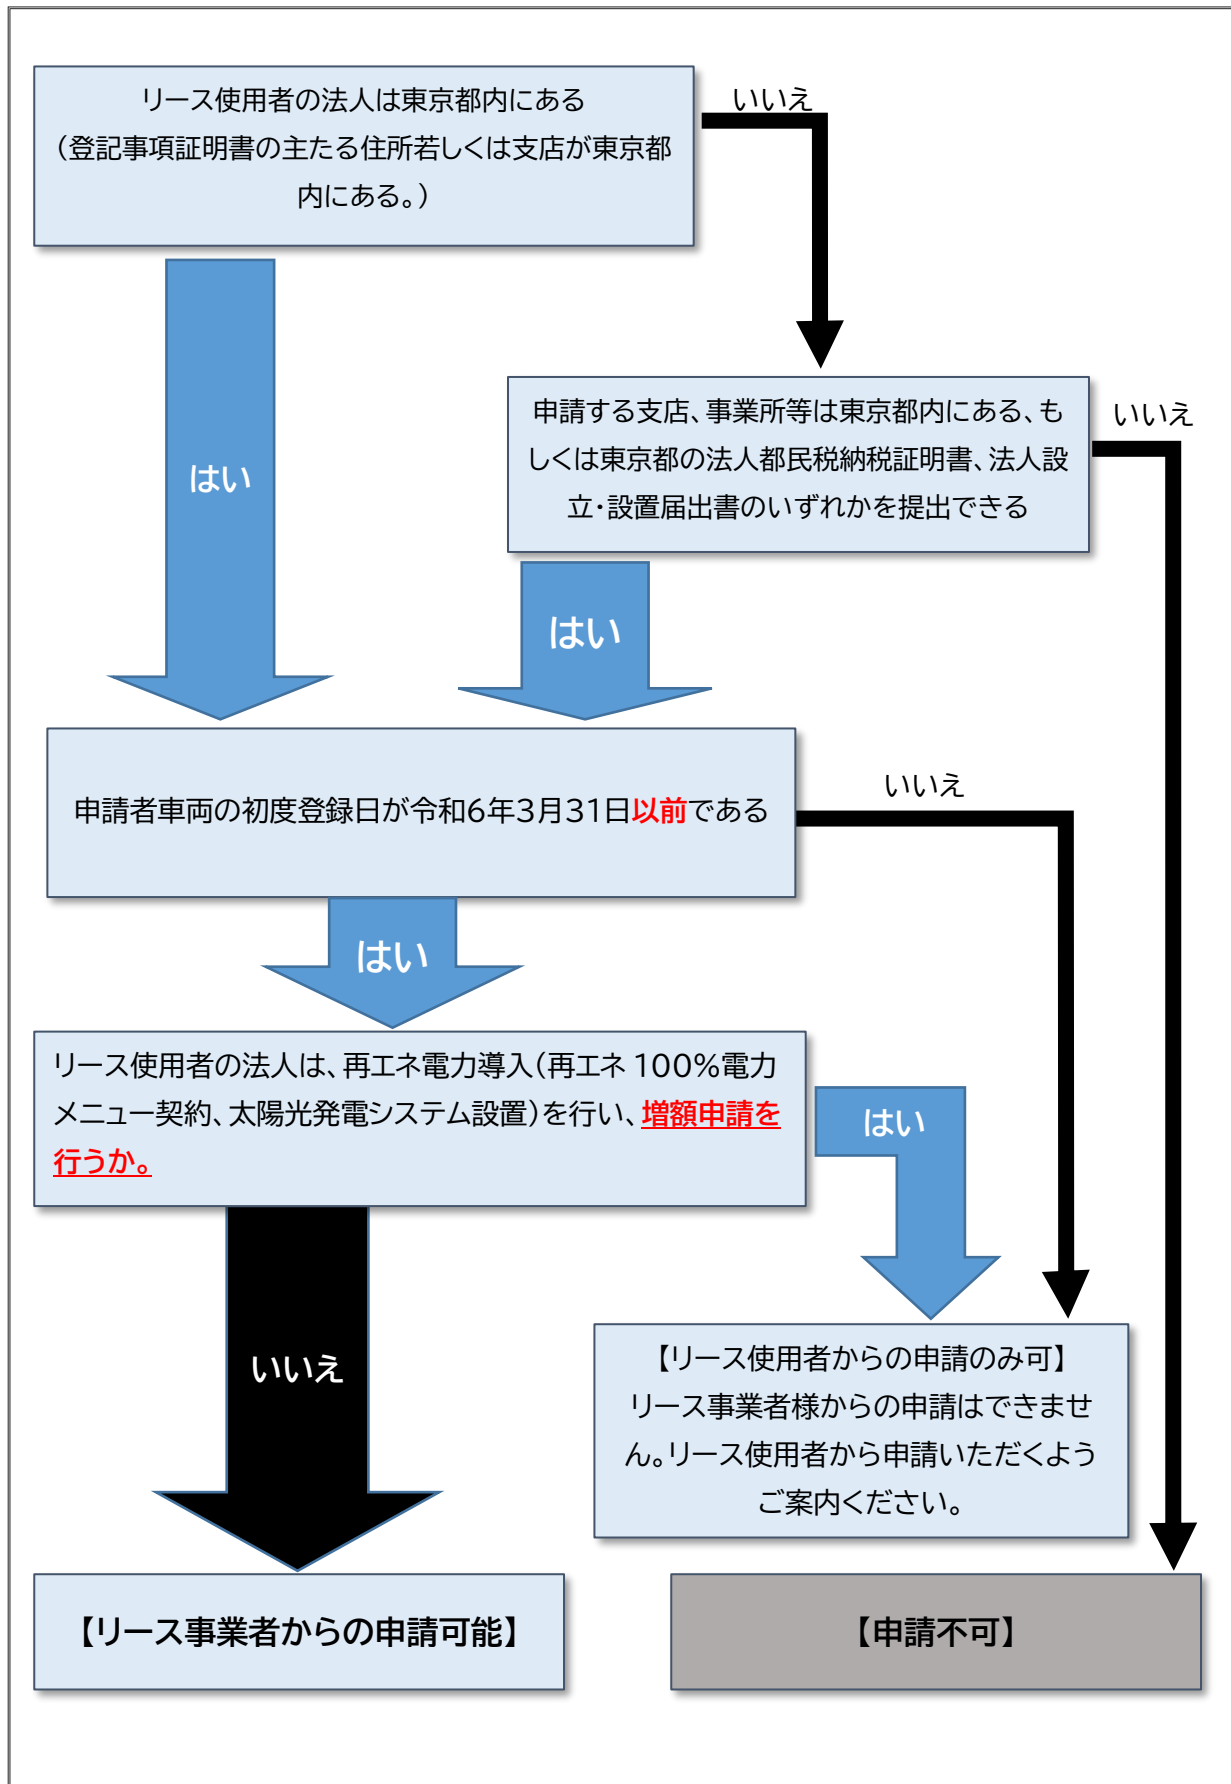 リース使用者の法人は東京都内にある
（登記事項証明書の主たる住所若しくは支店が東京都
内にある。）
いいえ
申請する支店、事業所等は東京都内にある、も
しくは東京都の法人都民税納税証明書、法人設
立・設置届出書のいずれかを提出できる
いいえ
はい
はい
申請者車両の初度登録日が令和6年3月31日以前である
いいえ
はい
リース使用者の法人は、再エネ電力導入（再エネ100%電力
メニュー契約、太陽光発電システム設置）を行い、増額申請を
行うか。
はい
いいえ
【リース使用者からの申請のみ可】
リース事業者様からの申請はできませ
ん。リース使用者から申請いただくよう
ご案内ください。
【リース事業者からの申請可能】
【申請不可】